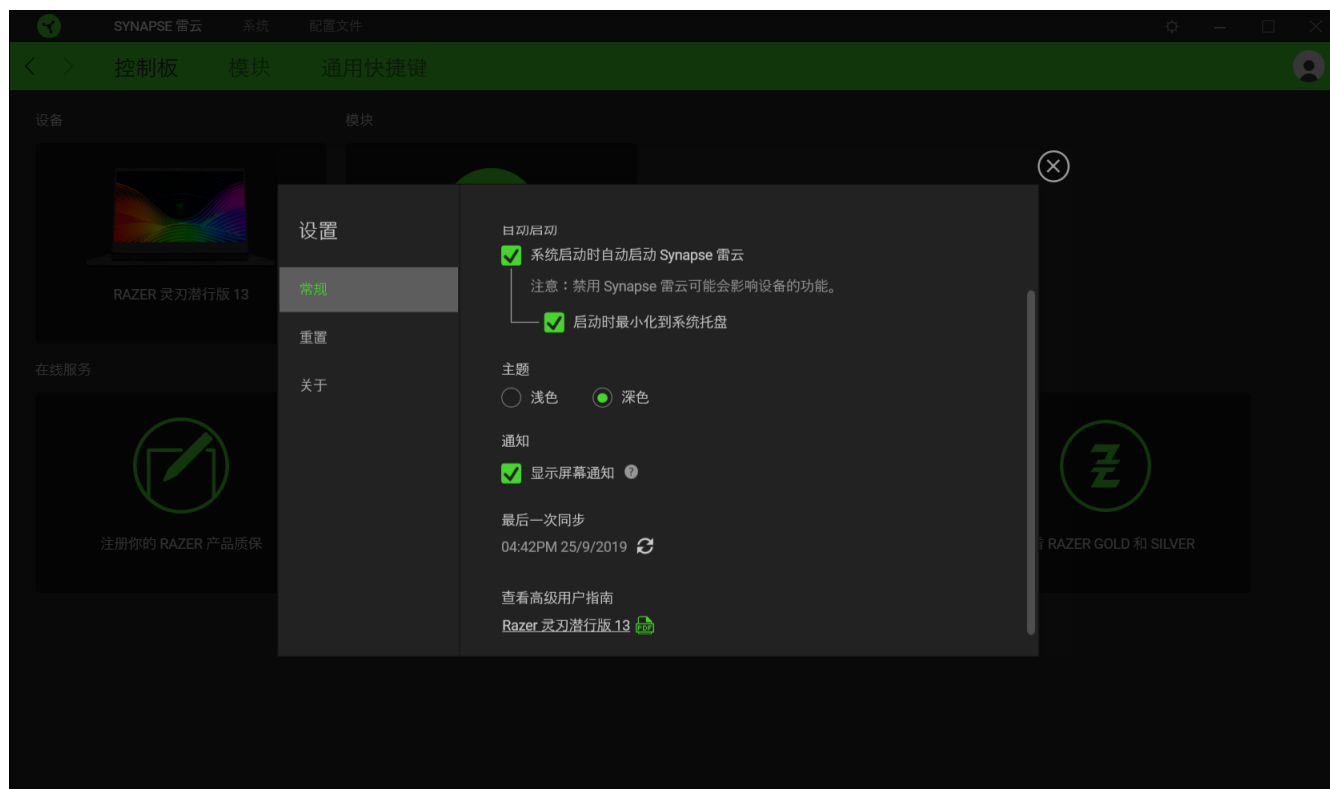 SYNAPSE 雷云
系统
配置文件
控制板
模块
通用快捷键
设备
模块
RAZER 灵刃潜行版 13
在线服务
注册你的 RAZER 产品质保
RAZER GOLD 和 SILVER
设置
常规
重置
关于
自动启动
系统启动时自动启动 Synapse 雷云
注意：禁用 Synapse 雷云可能会影响设备的功能。
启动时最小化到系统托盘
主题
浅色
深色
通知
显示屏幕通知
?
最后一次同步
04:42PM 25/9/2019
查看高级用户指南
Razer 灵刃潜行版 13
PDF